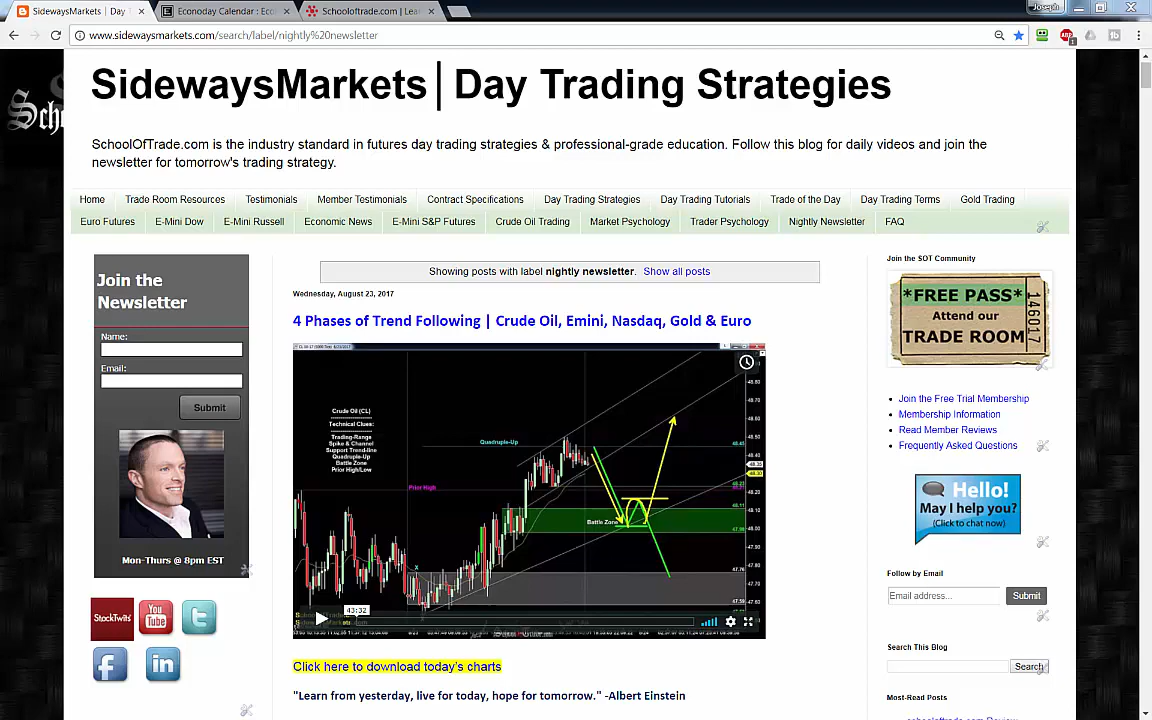 SidewaysMarkets | Day T
Econoday Calendar : Eco
Schooloftrade.com | Lea
Joseph
www.sidewaysmarkets.com/search/label/nightly%20newsletter
SidewaysMarkets│Day Trading Strategies
SchoolOfTrade.com is the industry standard in futures day trading strategies & professional-grade education. Follow this blog for daily videos and join the
newsletter for tomorrow's trading strategy.
Home Trade Room Resources Testimonials Member Testimonials Contract Specifications Day Trading Strategies Day Trading Tutorials Trade of the Day Day Trading Terms Gold Trading
Euro Futures E-Mini Dow E-Mini Russell Economic News E-Mini S&P Futures Crude Oil Trading Market Psychology Trader Psychology Nightly Newsletter FAQ
Join the
Newsletter
Name:
Email:
Submit
Mon-Thurs @ 8pm EST
StockTwits
You
Tube
Showing posts with label nightly newsletter. Show all posts
Wednesday, August 23, 2017
4 Phases of Trend Following | Crude Oil, Emini, Nasdaq, Gold & Euro
Crude Oil (CL)
Technical Clues:
Trading-Range
Spike & Channel
Support Trend-line
Quadruple-Up
Battle Zone
Prior High/Low
Quadruple-Up
Prior High
Battle Zone
43:32
Click here to download today's charts
"Learn from yesterday, live for today, hope for tomorrow." -Albert Einstein
Join the SOT Community
*FREE PASS*
Attend our
TRADE ROOM
146017
Join the Free Trial Membership
Membership Information
Read Member Reviews
Frequently Asked Questions
Hello!
May I help you?
(Click to chat now)
Follow by Email
Email address...
Submit
Search This Blog
Search
Most-Read Posts
schooloftrade.com Review